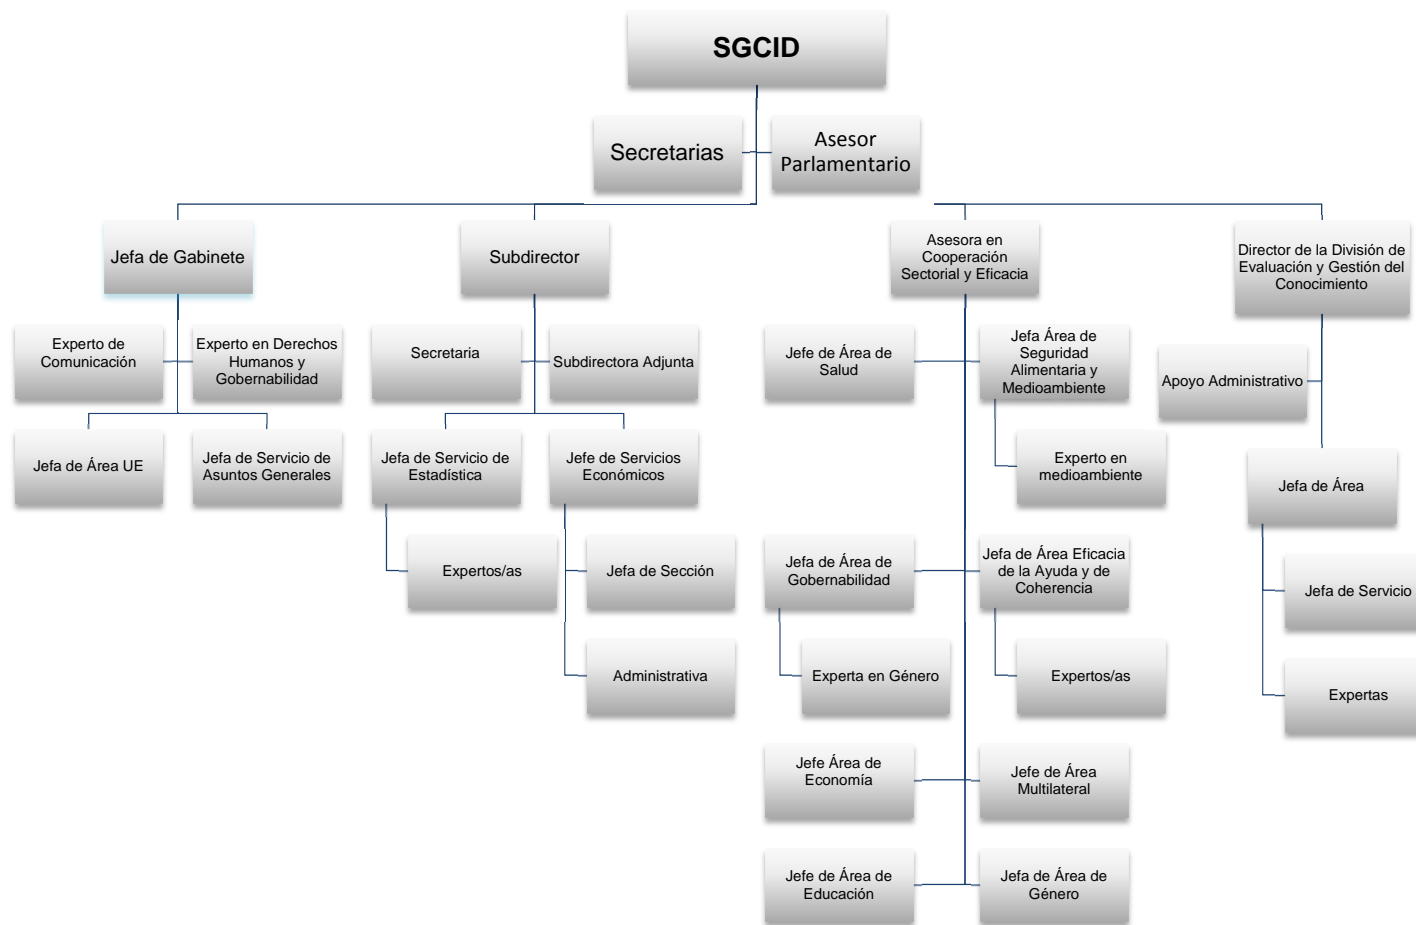 SGCID
Secretarias
Asesor
Parlamentario
Jefa de Gabinete
Subdirector
Asesora en
Cooperación
Sectorial y Eficacia
Director de la División de
Evaluación y Gestión del
Conocimiento
Experto de
Comunicación
Experto en Derechos
Humanos y
Gobernabilidad
Secretaria
Subdirectora Adjunta
Jefe de Área de
Salud
Jefa Área de
Seguridad
Alimentaria y
Medioambiente
Apoyo Administrativo
Jefa de Área UE
Jefa de Servicio de
Asuntos Generales
Jefa de Servicio de
Estadística
Jefe de Servicios
Económicos
Experto en
medioambiente
Jefa de Área
Expertos/as
Jefa de Sección
Jefa de Área de
Gobernabilidad
Jefa de Área Eficacia
de la Ayuda y de
Coherencia
Jefa de Servicio
Administrativa
Experta en Género
Expertos/as
Expertas
Jefe Área de
Economía
Jefe de Área
Multilateral
Jefe de Área de
Educación
Jefa de Área de
Género